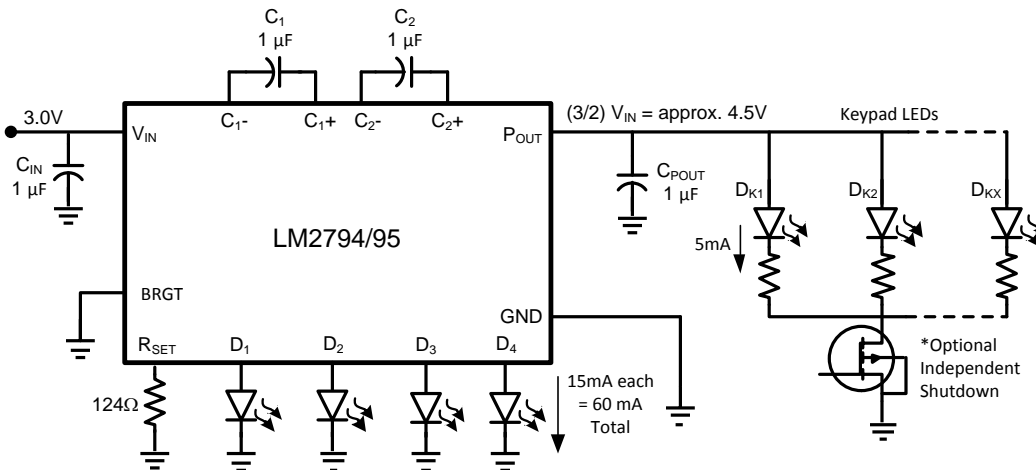 C1
1 µF
C2
1 µF
3.0V
CIN
1 µF
VIN
C1-
C1+
C2-
C2+
POUT
(3/2) VIN = approx. 4.5V
Keypad LEDs
CPOUT
1 µF
DK1
DK2
DKX
5mA
LM2794/95
BRGT
GND
RSET
D1
D2
D3
D4
124Ω
15mA each
= 60 mA
Total
*Optional
Independent
Shutdown